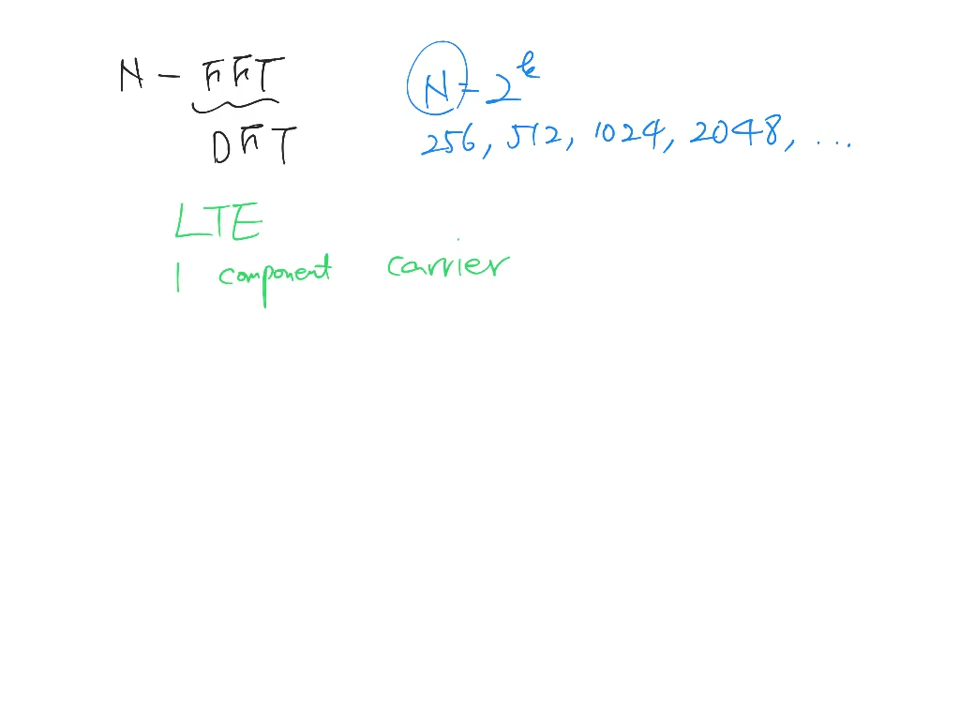 N - FFT N = 2^k
DFT 256, 512, 1024, 2048, ...
LTE
1 component carrier